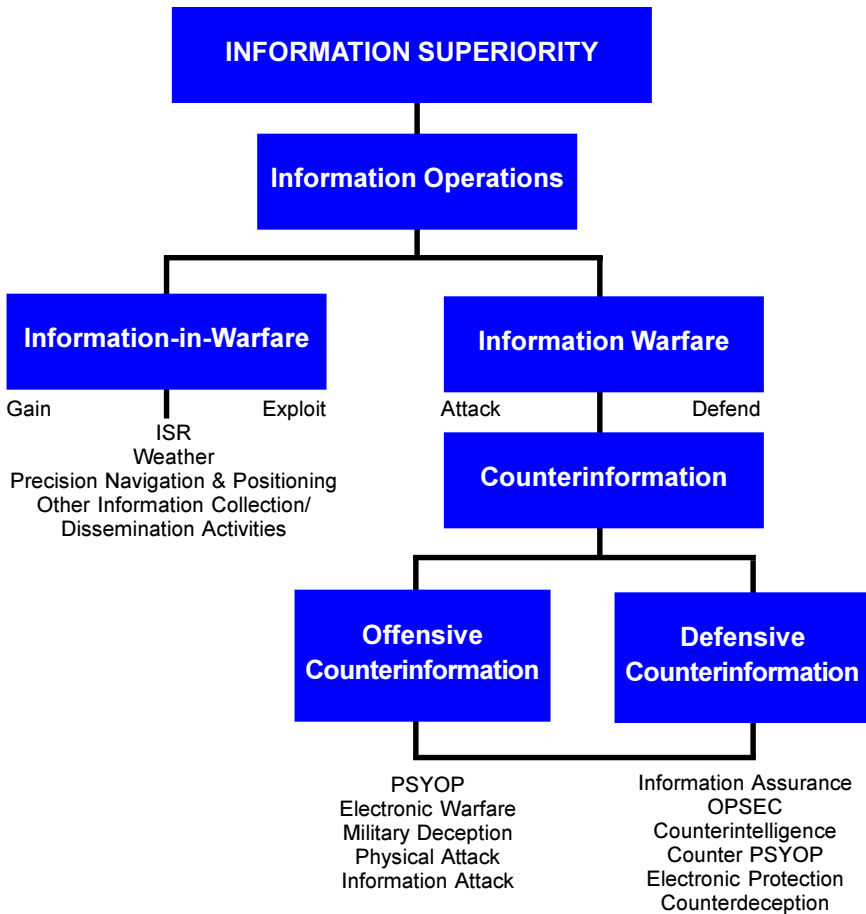 INFORMATION SUPERIORITY
Information Operations
Information-in-Warfare
Gain
Exploit
ISR
Weather
Precision Navigation & Positioning
Other Information Collection/
Dissemination Activities
Information Warfare
Attack
Defend
Counterinformation
Offensive
Counterinformation
PSYOP
Electronic Warfare
Military Deception
Physical Attack
Information Attack
Defensive
Counterinformation
Information Assurance
OPSEC
Counterintelligence
Counter PSYOP
Electronic Protection
Counterdeception